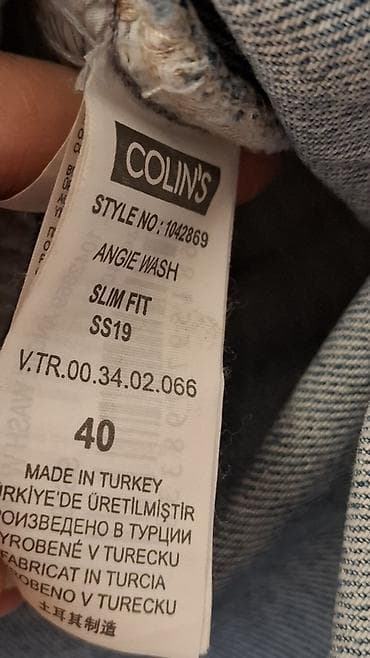 COLIN'S
STYLE NO : 1042869
ANGIE WASH
SLIM FIT
SS19
V.TR.00.34.02.066
40
MADE IN TURKEY
ÜRKİYE'DE ÜRETİLMİŞTİR
РОИЗВЕДЕНО В ТУРЦИИ
YROBENÉ V TURECKU
FABRICAT IN TURCIA
ROBENO V TURECKU
土耳其制造